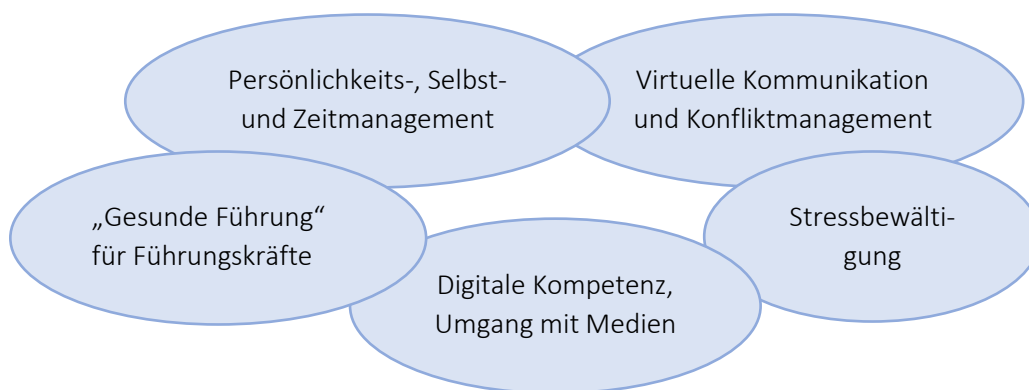 Persönlichkeits-, Selbst-
und Zeitmanagement
Virtuelle Kommunikation
und Konfliktmanagement
„Gesunde Führung“
für Führungskräfte
Stressbewälti-
gung
Digitale Kompetenz,
Umgang mit Medien